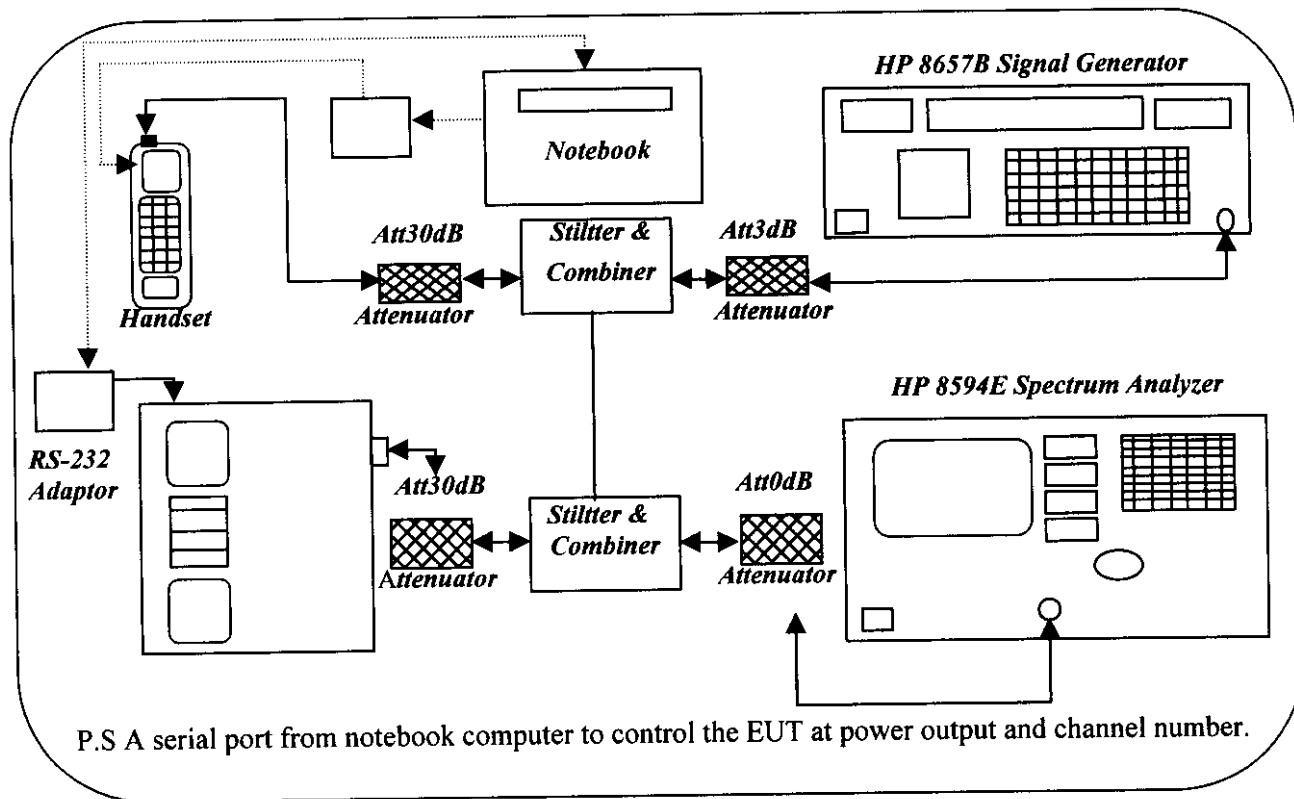 HP 8657B Signal Generator
Notebook
Att30dB
Stiltter &
Combiner
Att3dB
Attenuator
Attenuator
Handset
HP 8594E Spectrum Analyzer
RS-232
Adaptor
Att30dB
Stiltter &
Combiner
Att0dB
Attenuator
Attenuator
P.S A serial port from notebook computer to control the EUT at power output and channel number.